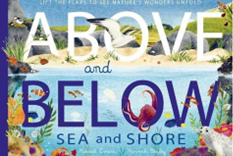 LIFT THE FLAPS TO SEE NATURE'S WONDERS UNFOLD
ABOVE
and
BELOW
SEA and SHORE